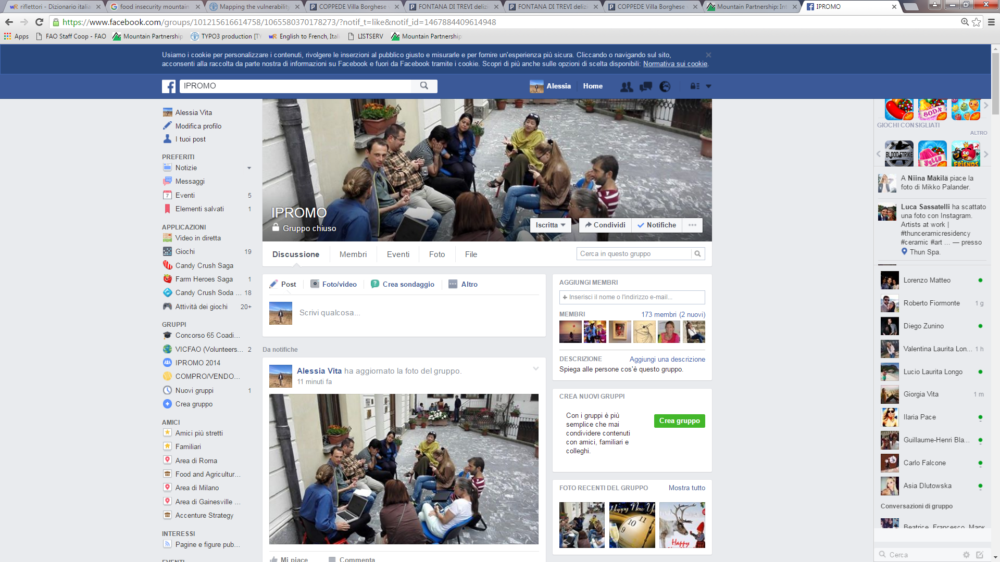 riflettori - Dizionario italia
food insecurity mountain
Mapping the vulnerability
COPPEDE Villa Borghese
FONTANA DI TREVI deliz
FONTANA DI TREVI deliz
COPPEDE Villa Borghese
Mountain Partnership: Int
IPROMO
https://www.facebook.com/groups/101215616614758/1065580370178273/?notif_t=like&notif_id=1467884409614948
Apps
FAO Staff Coop - FAO
Mountain Partnership
TYPO3 production [TY
English to French, Itali
LISTSERV
Mountain Partnership
Usiamo i cookie per personalizzare i contenuti, rivolgere le inserzioni al pubblico giusto e misurarle e per fornire un'esperienza più sicura. Cliccando o navigando sul sito,
acconsenti alla raccolta da parte nostra di informazioni su Facebook e fuori da Facebook tramite i cookie. Scopri di più anche sulle opzioni di scelta disponibili: Normativa sui cookie.
IPROMO
Alessia
Home
Alessia Vita
Modifica profilo
I tuoi post
PREFERITI
Notizie
Messaggi
Eventi 5
Elementi salvati 1
APPLICAZIONI
Video in diretta
Giochi 19
Candy Crush Saga
Farm Heroes Saga 1
Candy Crush Soda ... 18
Attività dei giochi 20+
GRUPPI
Concorso 65 Coadi...
VICFAO (Volunteers... 2
IPROMO 2014
COMPRO/VENDO...
Nuovi gruppi 1
Crea gruppo
AMICI
Amici più stretti
Familiari
Area di Roma
Food and Agricultur...
Area di Milano
Area di Gainesville ...
Accenture Strategy
INTERESSI
Pagine e figure pub...
EVENTI
IPROMO
Gruppo chiuso
Iscritta
Condividi
Notifiche
Discussione
Membri
Eventi
Foto
File
Cerca in questo gruppo
Post
Foto/video
Crea sondaggio
Altro
Scrivi qualcosa...
Da notifiche
Alessia Vita ha aggiornato la foto del gruppo.
11 minuti fa
Mi piace
Commenta
AGGIUNGI MEMBRI
+ Inserisci il nome o l'indirizzo e-mail...
MEMBRI
173 membri (2 nuovi)
DESCRIZIONE
Aggiungi una descrizione
Spiega alle persone cos'è questo gruppo.
CREA NUOVI GRUPPI
Con i gruppi è più
semplice che mai
condividere contenuti
con amici, familiari e
colleghi.
Crea gruppo
FOTO RECENTI DEL GRUPPO
Mostra tutto
Happy New Ye
10 11
9
Happy
SODA
GIOCHI CONSIGLIATI
ALTRO
BLOOD STRIKE
Jelly
FRIENDS
A Niina Mäkilä piace la
foto di Mikko Palander.
Luca Sassatelli ha scattato
una foto con Instagram.
Artists at work |
#thunceramicresidency
#ceramic #art ... — presso
Thun Spa.
Lorenzo Matteo
Roberto Fiormonte 1 g
Diego Zunino
Valentina Laurita Lon... 1 h
Lucio Laurita Longo
Giorgia Vita 1 m
Ilaria Pace
Guillaume-Henri Bla...
Carlo Falcone
Asia Dlutowska
Conversazioni di gruppo
Beatrice, Francesco, Mark
Cerca